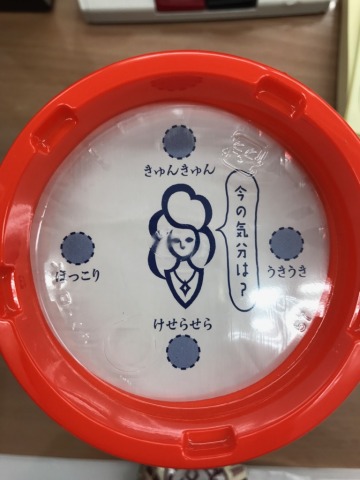 きゅんきゅん
今の気分は?
ほっこり
うきうき
けせらせら